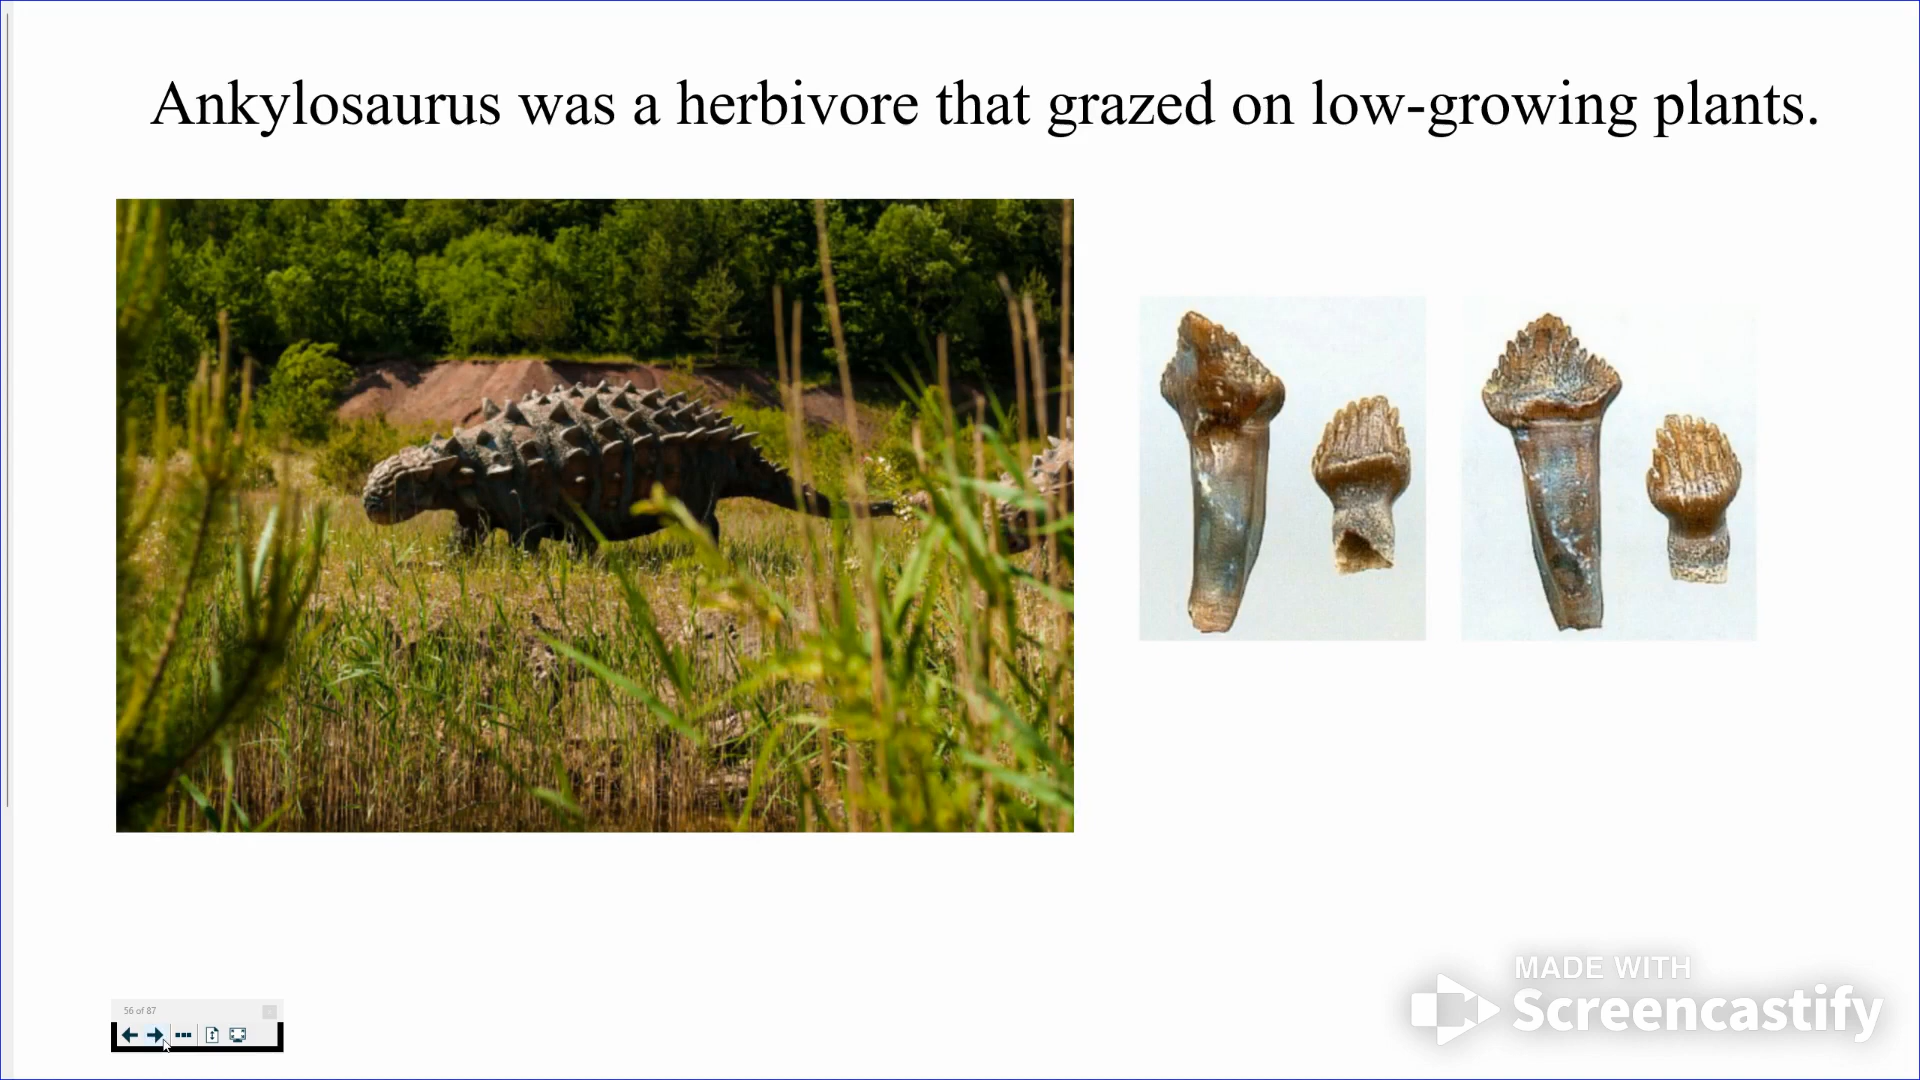 Ankylosaurus was a herbivore that grazed on low-growing plants.
56 of 87
MADE WITH
Screencastify